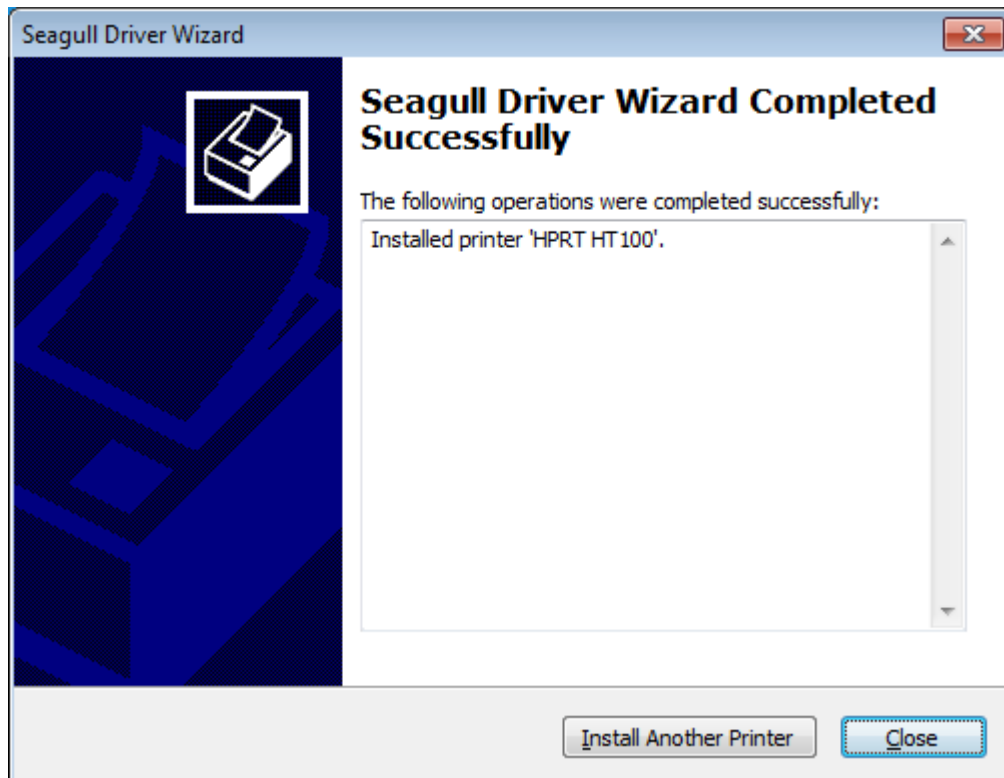 Seagull Driver Wizard
Seagull Driver Wizard Completed
Successfully
The following operations were completed successfully:
Installed printer 'HPRT HT100'.
Install Another Printer
Close